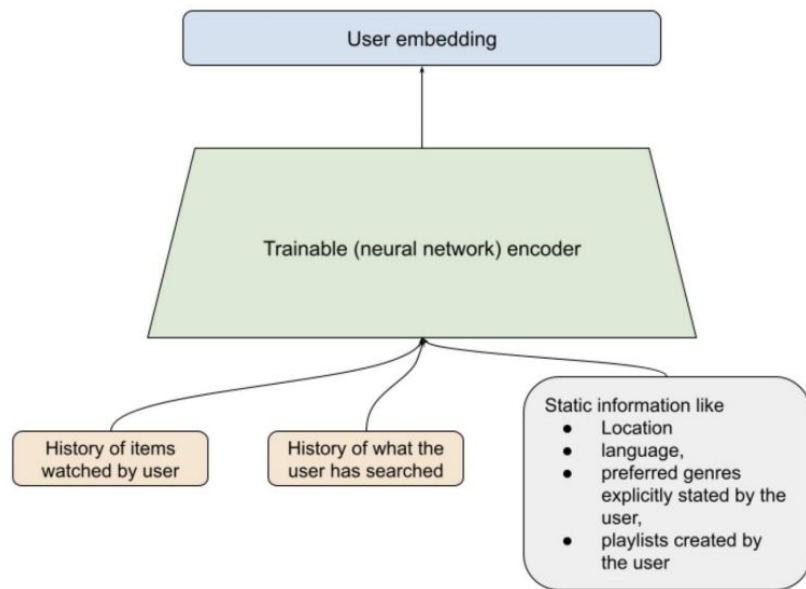 User embedding
Trainable (neural network) encoder
History of items
watched by user
History of what the
user has searched
Static information like
● Location
● language,
● preferred genres
explicitly stated by the
user,
● playlists created by
the user